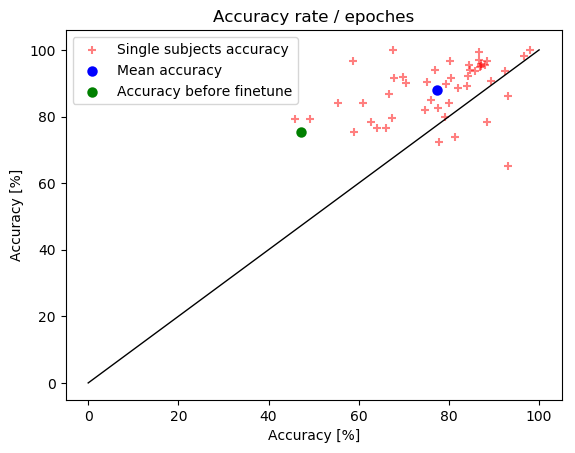 Accuracy rate / epoches
Single subjects accuracy
Mean accuracy
Accuracy before finetune
Accuracy [%]
100
80
60
40
20
0
0 20 40 60 80 100
Accuracy [%]